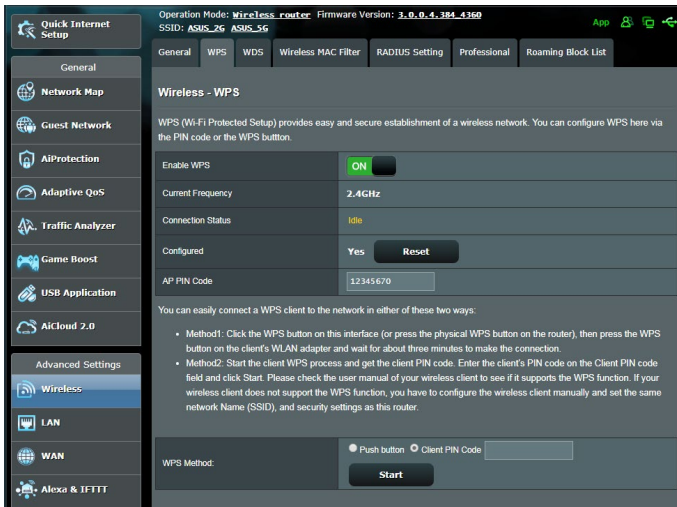 Quick Internet
Setup
Operation Mode: Wireless router Firmware Version: 3.0.0.4.384_4360
SSID: ASUS_2G ASUS_5G
App
General
WPS
WDS
Wireless MAC Filter
RADIUS Setting
Professional
Roaming Block List
General
Network Map
Guest Network
AiProtection
Adaptive QoS
Traffic Analyzer
Game Boost
USB Application
AiCloud 2.0
Advanced Settings
Wireless
LAN
WAN
Alexa & IFTTT
Wireless - WPS
WPS (Wi-Fi Protected Setup) provides easy and secure establishment of a wireless network. You can configure WPS here via
the PIN code or the WPS buttton.
Enable WPS
ON
Current Frequency
2.4GHz
Connection Status
Idle
Configured
Yes
Reset
AP PIN Code
12345670
You can easily connect a WPS client to the network in either of these two ways:
• Method1: Click the WPS button on this interface (or press the physical WPS button on the router), then press the WPS
button on the client's WLAN adapter and wait for about three minutes to make the connection.
• Method2: Start the client WPS process and get the client PIN code. Enter the client's PIN code on the Client PIN code
field and click Start. Please check the user manual of your wireless client to see if it supports the WPS function. If your
wireless client does not support the WPS function, you have to configure the wireless client manually and set the same
network Name (SSID), and security settings as this router.
WPS Method:
Push button
Client PIN Code
Start